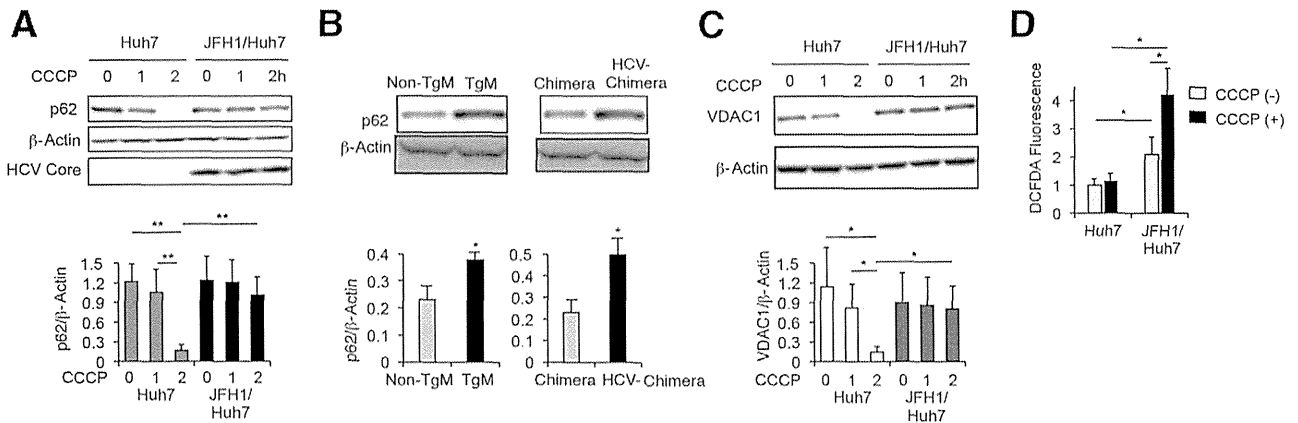 A
Huh7 JFH1/Huh7
CCCP 0 1 2 0 1 2h
p62
β-Actin
HCV Core
** **
**
p62/β-Actin
1.5
1.2
0.9
0.6
0.3
0
CCCP 0 1 2 0 1 2
Huh7 JFH1/
Huh7
B
Non-TgM TgM
Chimera HCV-
Chimera
p62
β-Actin
p62/β-Actin
0.4
0.3
0.2
0.1
0
*
Non-TgM TgM
0.5
0.4
0.3
0.2
0.1
0
*
Chimera HCV-Chimera
C
Huh7 JFH1/Huh7
CCCP 0 1 2 0 1 2h
VDAC1
β-Actin
*
* *
VDAC1/β-Actin
1.5
1.2
0.9
0.6
0.3
0
CCCP 0 1 2 0 1 2
Huh7 JFH1/
Huh7
D
*
*
*
DCFDA Fluorescence
4
3
2
1
0
Huh7 JFH1/
Huh7
CCCP (-)
CCCP (+)